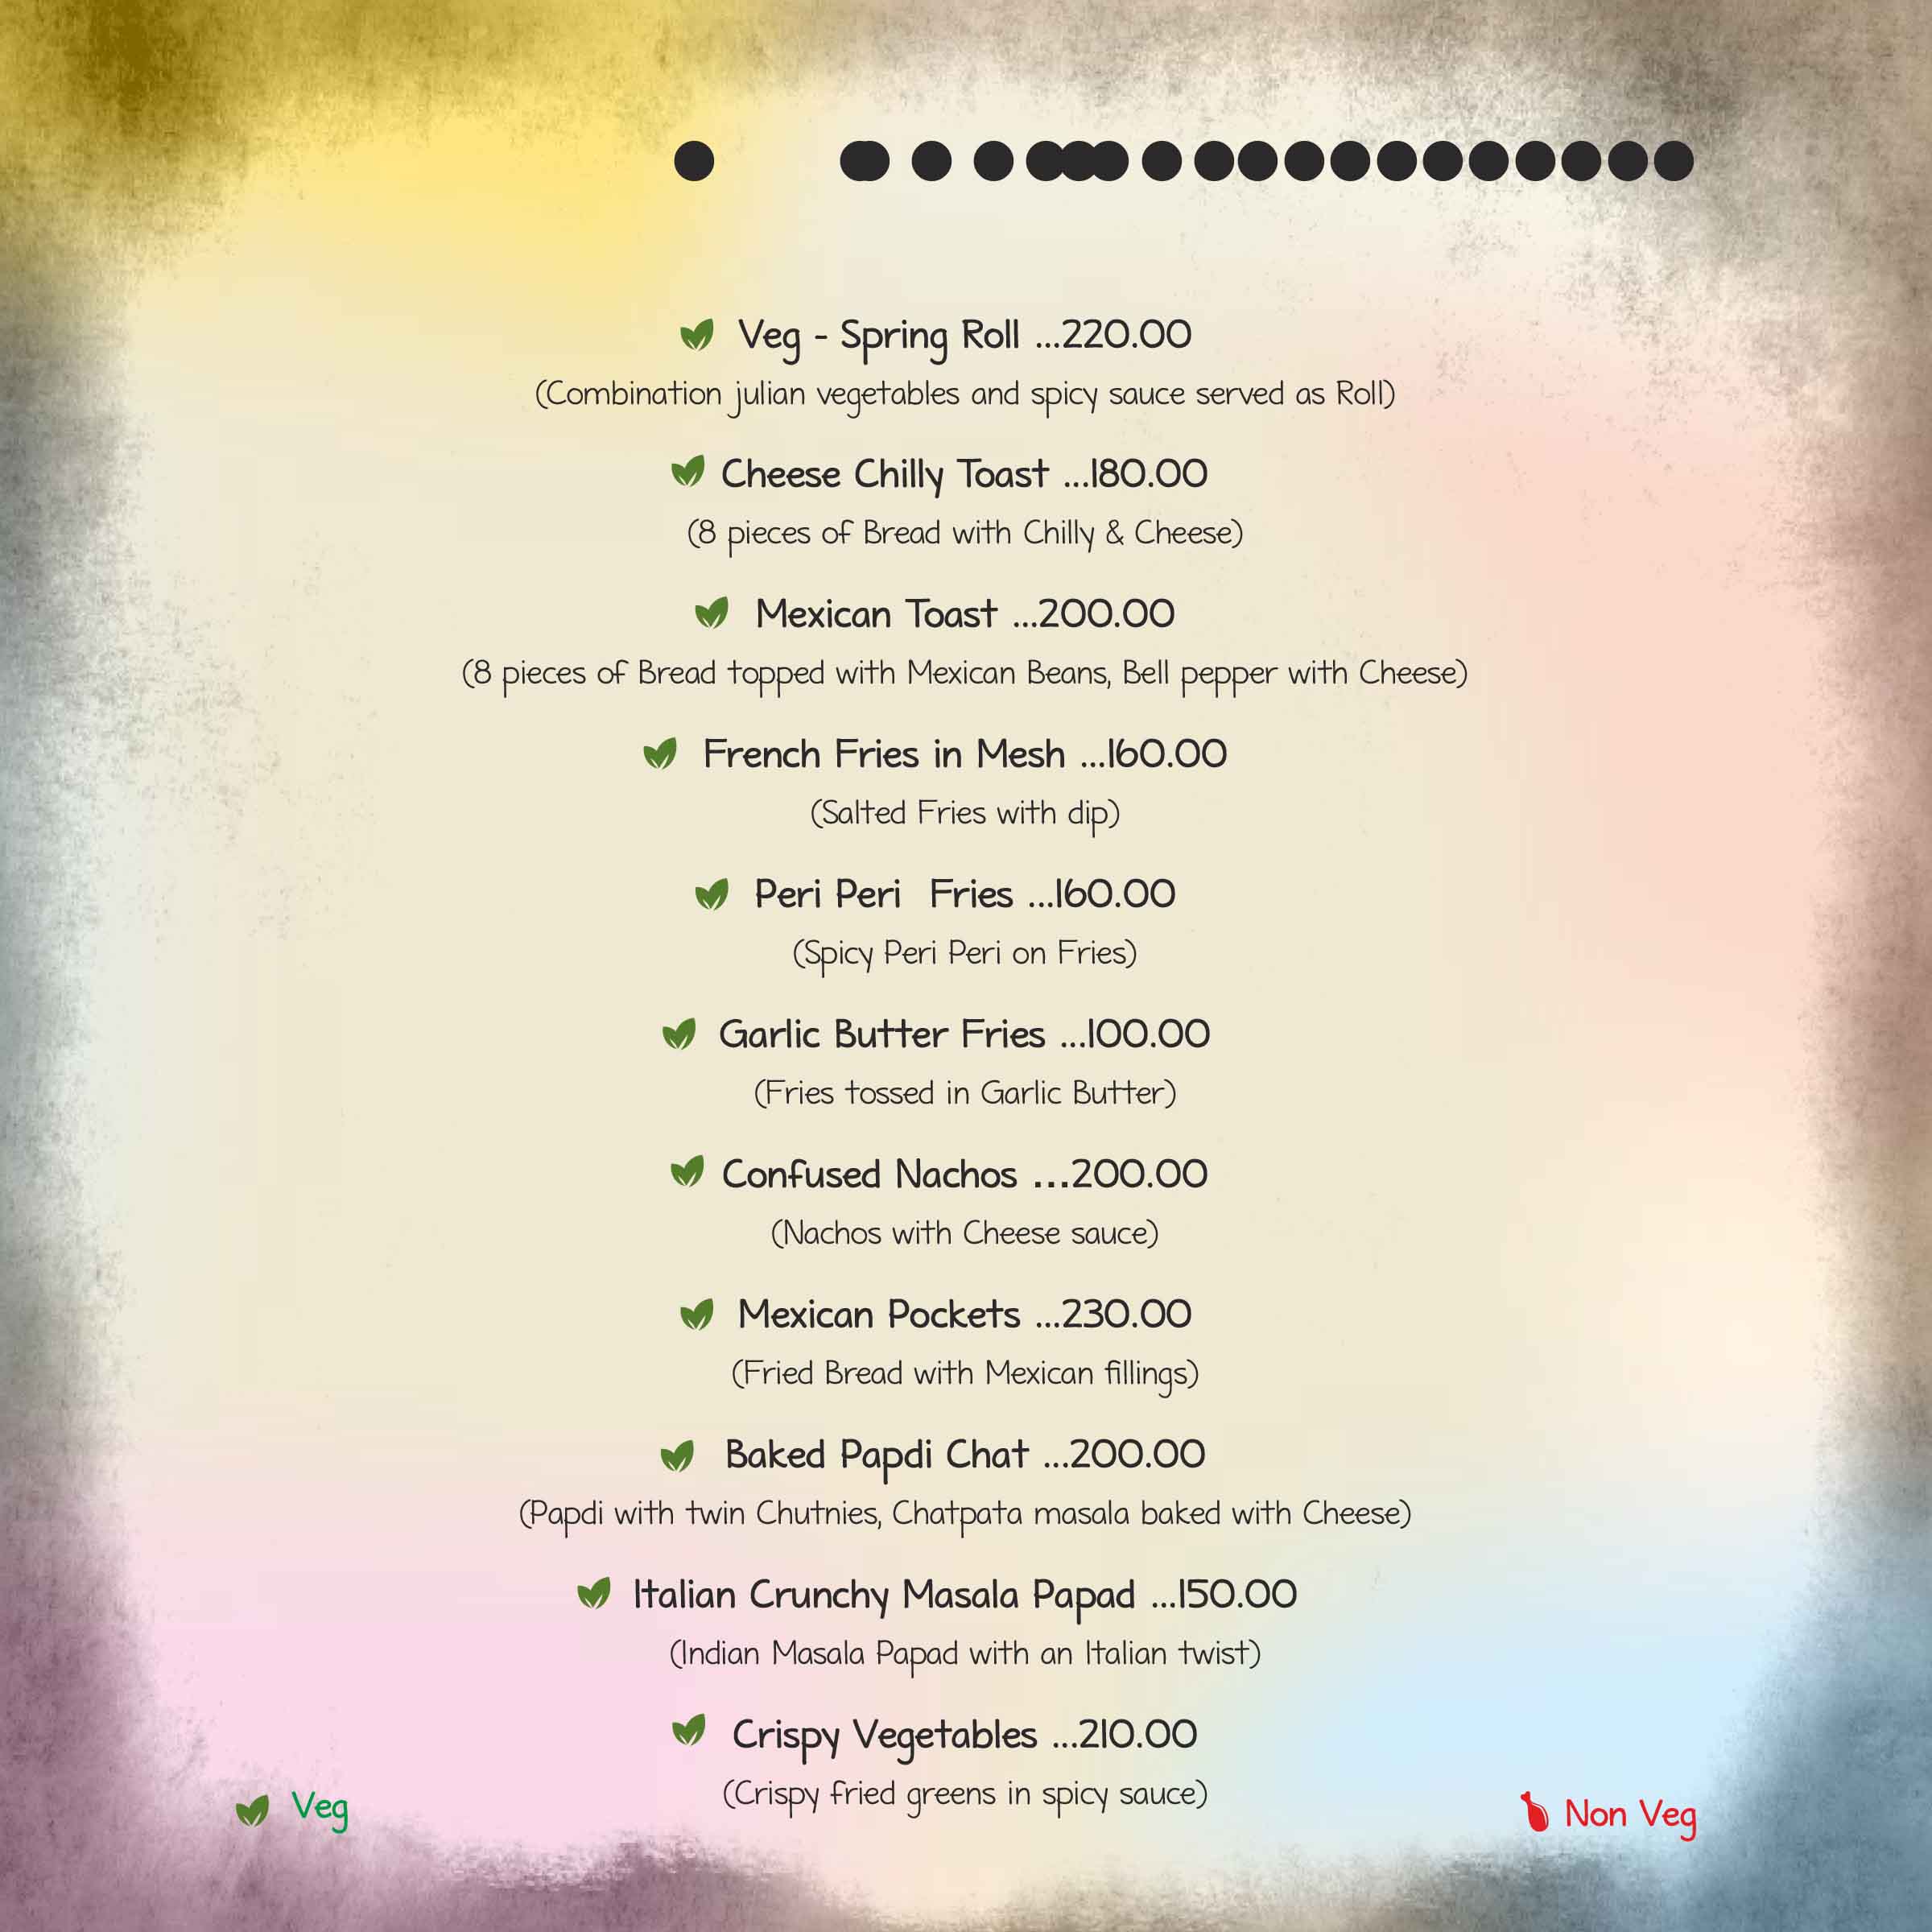 Veg - Spring Roll ...220.00
(Combination julian vegetables and spicy sauce served as Roll)
Cheese Chilly Toast ...180.00
(8 pieces of Bread with Chilly & Cheese)
Mexican Toast ...200.00
(8 pieces of Bread topped with Mexican Beans, Bell pepper with Cheese)
French Fries in Mesh ...160.00
(Salted Fries with dip)
Peri Peri  Fries ...160.00
(Spicy Peri Peri on Fries)
Garlic Butter Fries ...100.00
(Fries tossed in Garlic Butter)
Confused Nachos ...200.00
(Nachos with Cheese sauce)
Mexican Pockets ...230.00
(Fried Bread with Mexican fillings)
Baked Papdi Chat ...200.00
(Papdi with twin Chutnies, Chatpata masala baked with Cheese)
Italian Crunchy Masala Papad ...150.00
(Indian Masala Papad with an Italian twist)
Crispy Vegetables ...210.00
(Crispy fried greens in spicy sauce)
Veg
Non Veg